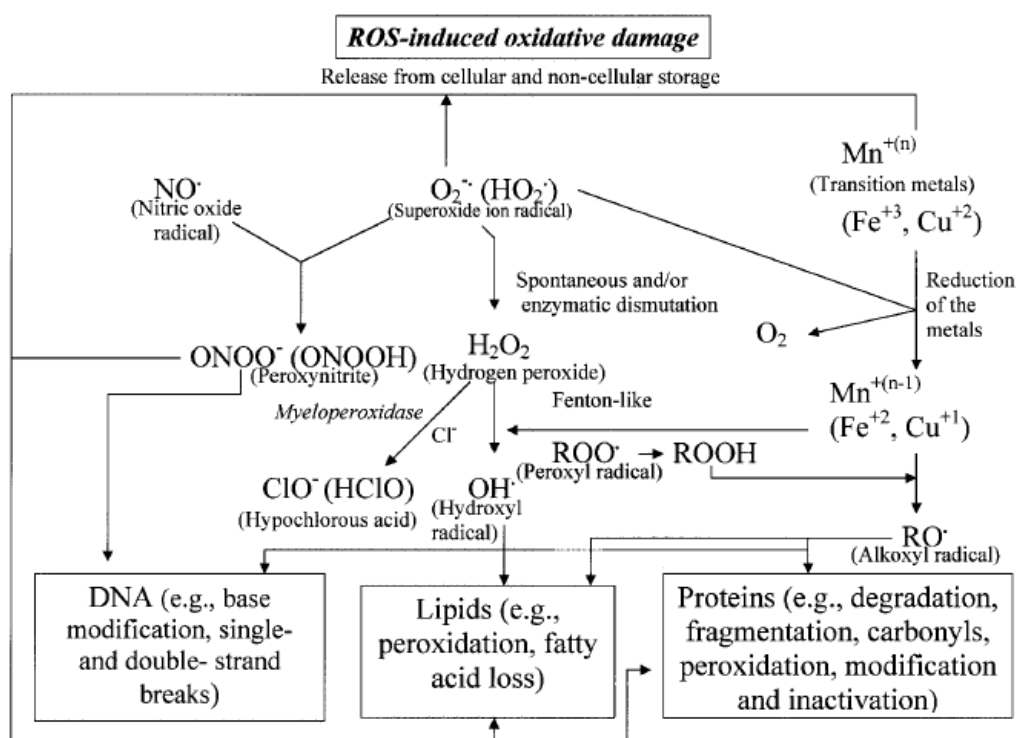 ROS-induced oxidative damage
Release from cellular and non-cellular storage
Mn⁺⁽ⁿ⁾
(Transition metals)
(Fe⁺³, Cu⁺²)
NO·
(Nitric oxide
radical)
O₂⁻· (HO₂·)
(Superoxide ion radical)
Spontaneous and/or
enzymatic dismutation
Reduction
of the
metals
O₂
ONOO⁻ (ONOOH)
(Peroxynitrite)
H₂O₂
(Hydrogen peroxide)
Mn⁺⁽ⁿ⁻¹⁾
(Fe⁺², Cu⁺¹)
Myeloperoxidase
Cl⁻
Fenton-like
ROO·
(Peroxyl radical)
ROOH
ClO⁻ (HClO)
(Hypochlorous acid)
OH·
(Hydroxyl
radical)
RO·
(Alkoxyl radical)
DNA (e.g., base
modification, single-
and double- strand
breaks)
Lipids (e.g.,
peroxidation, fatty
acid loss)
Proteins (e.g., degradation,
fragmentation, carbonyls,
peroxidation, modification
and inactivation)